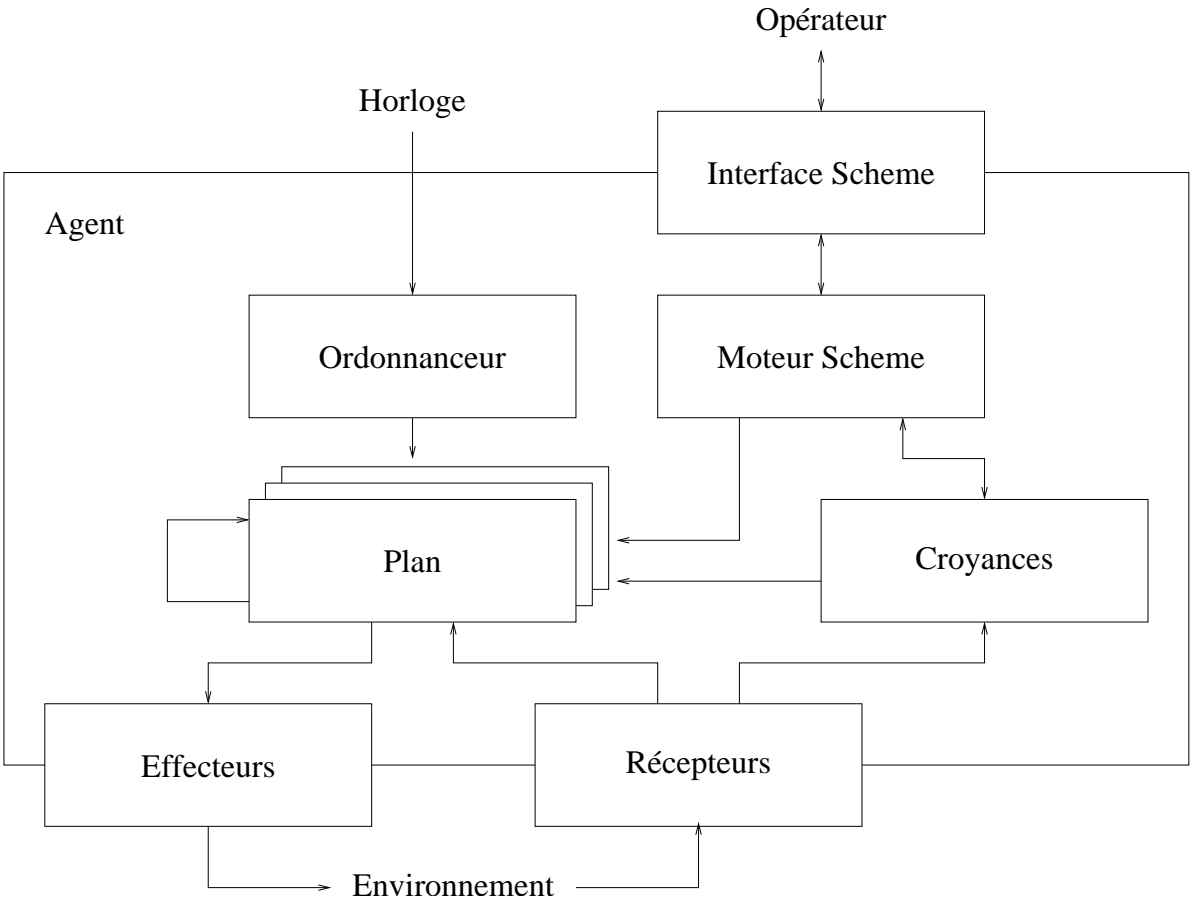 Opérateur
Horloge
Interface Scheme
Agent
Ordonnanceur
Moteur Scheme
Plan
Croyances
Effecteurs
Récepteurs
Environnement